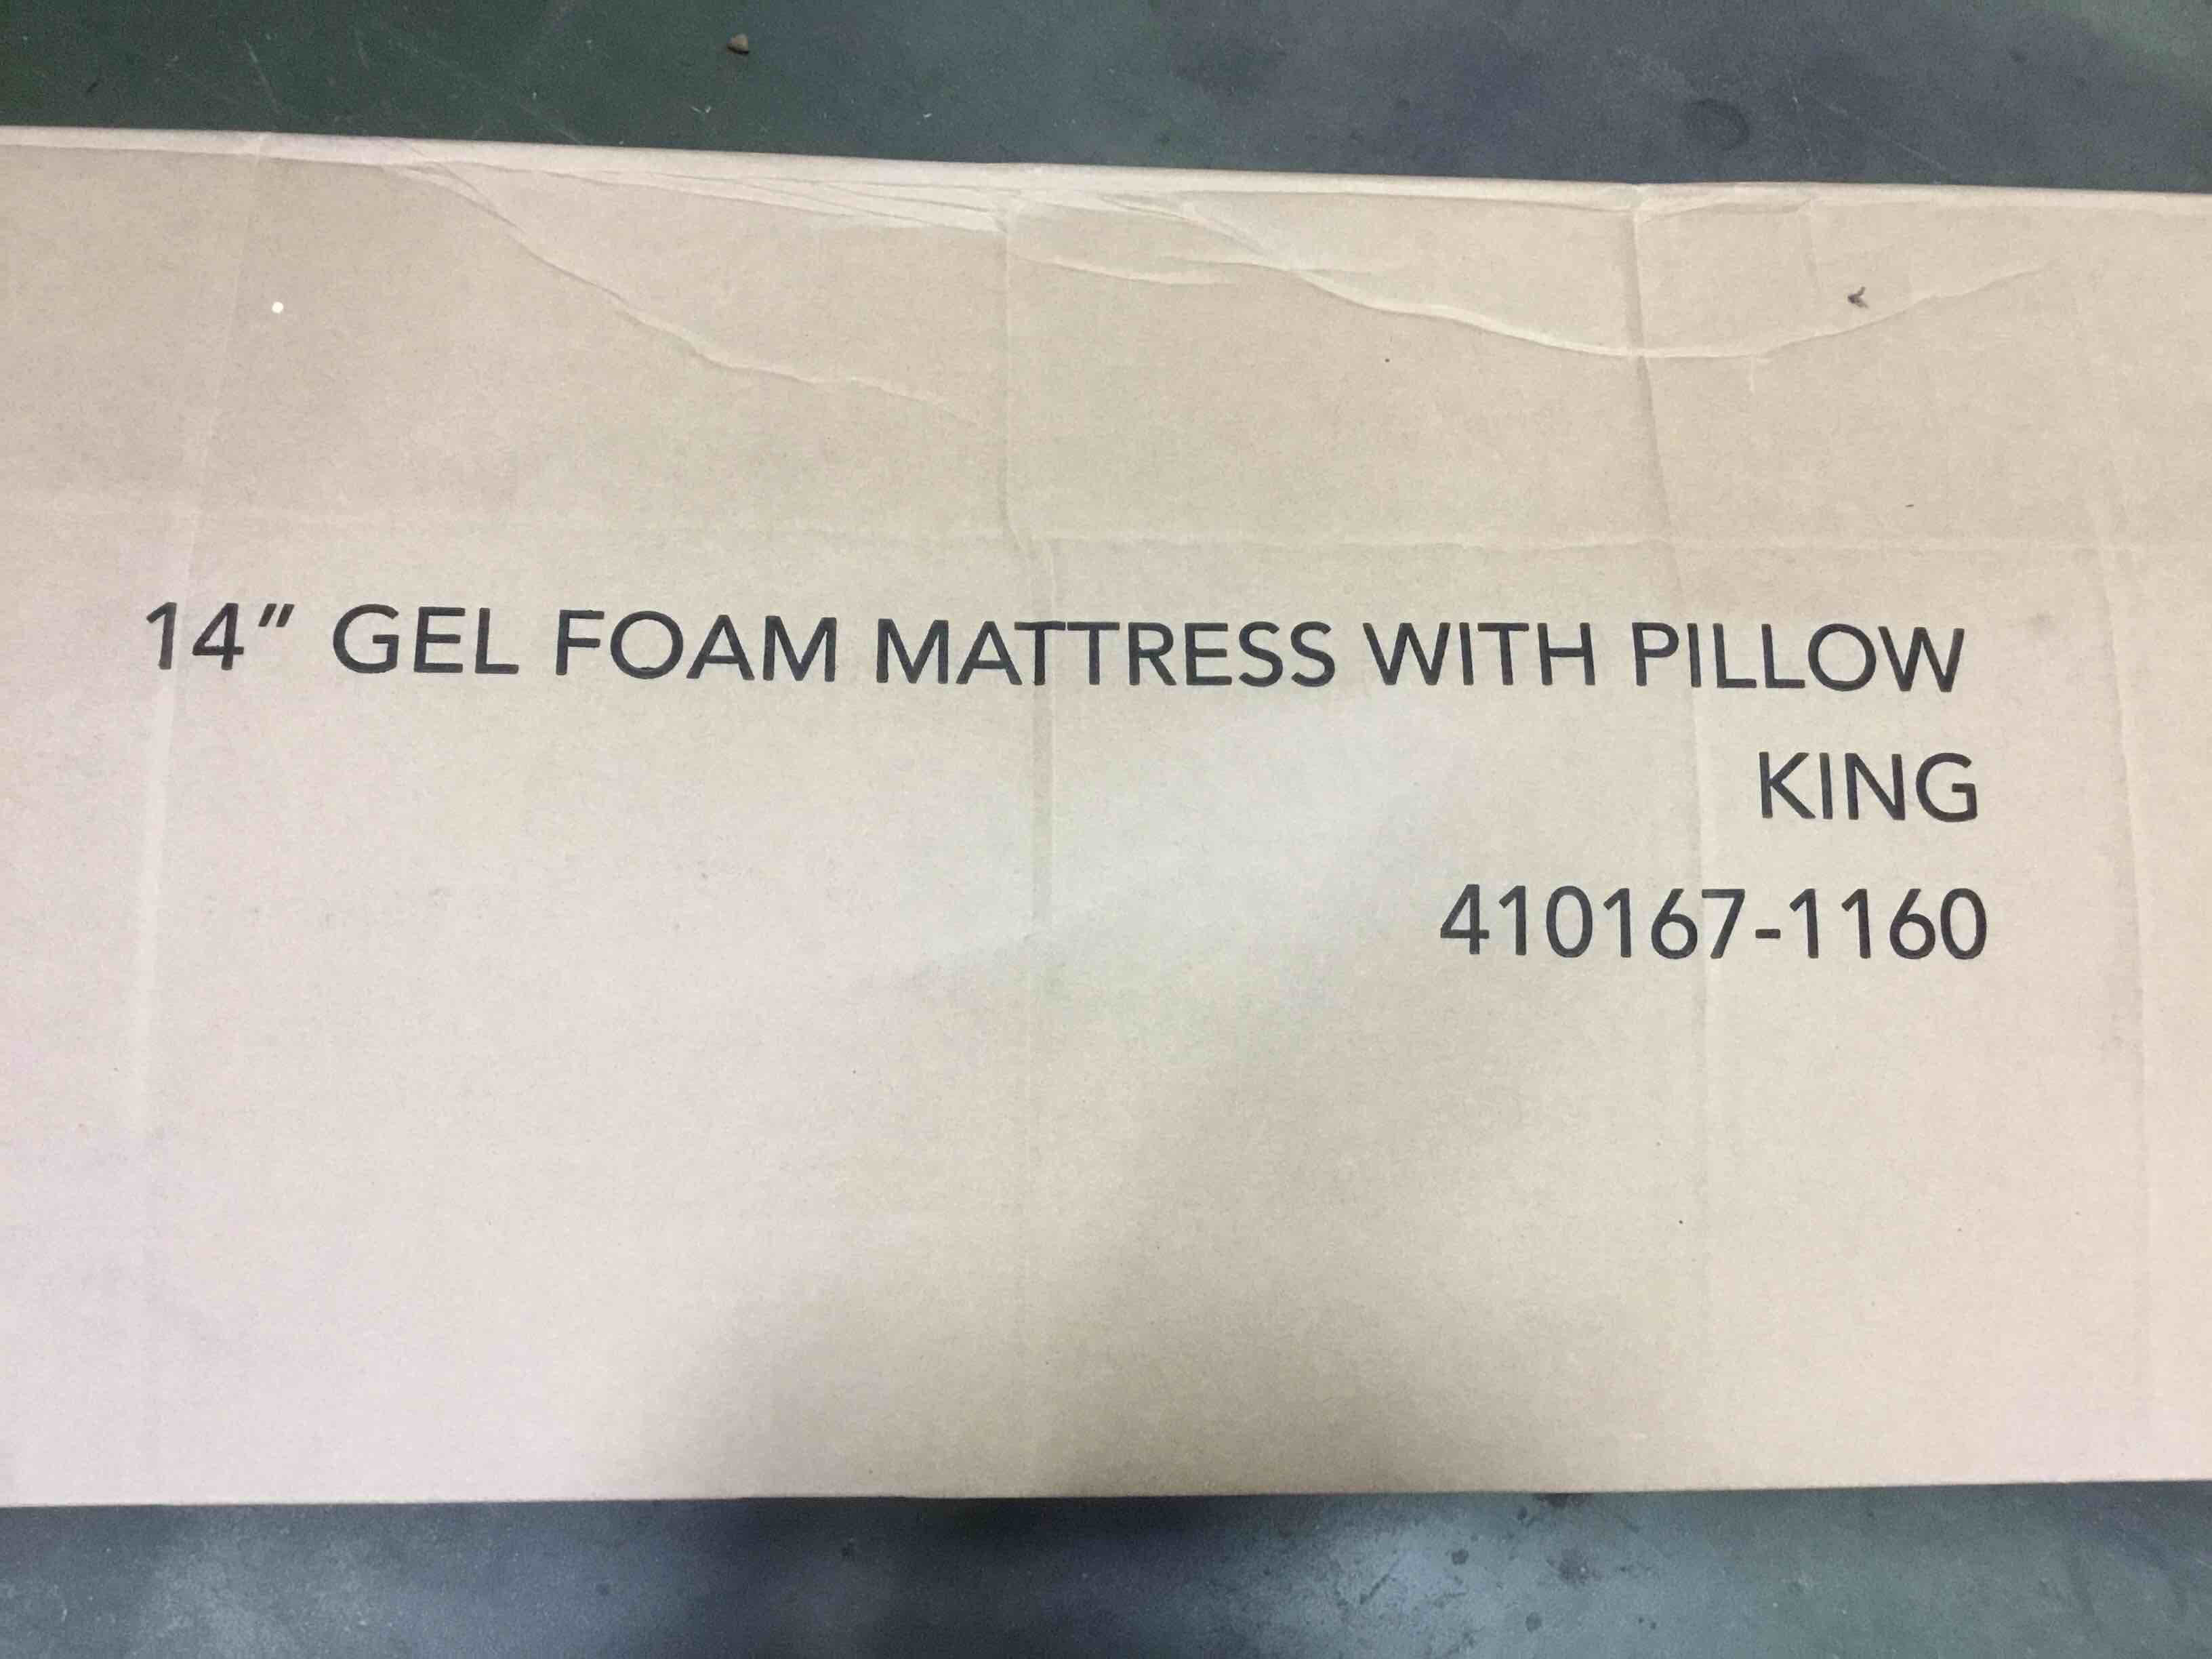 14" GEL FOAM MATTRESS WITH PILLOW
KING
410167-1160